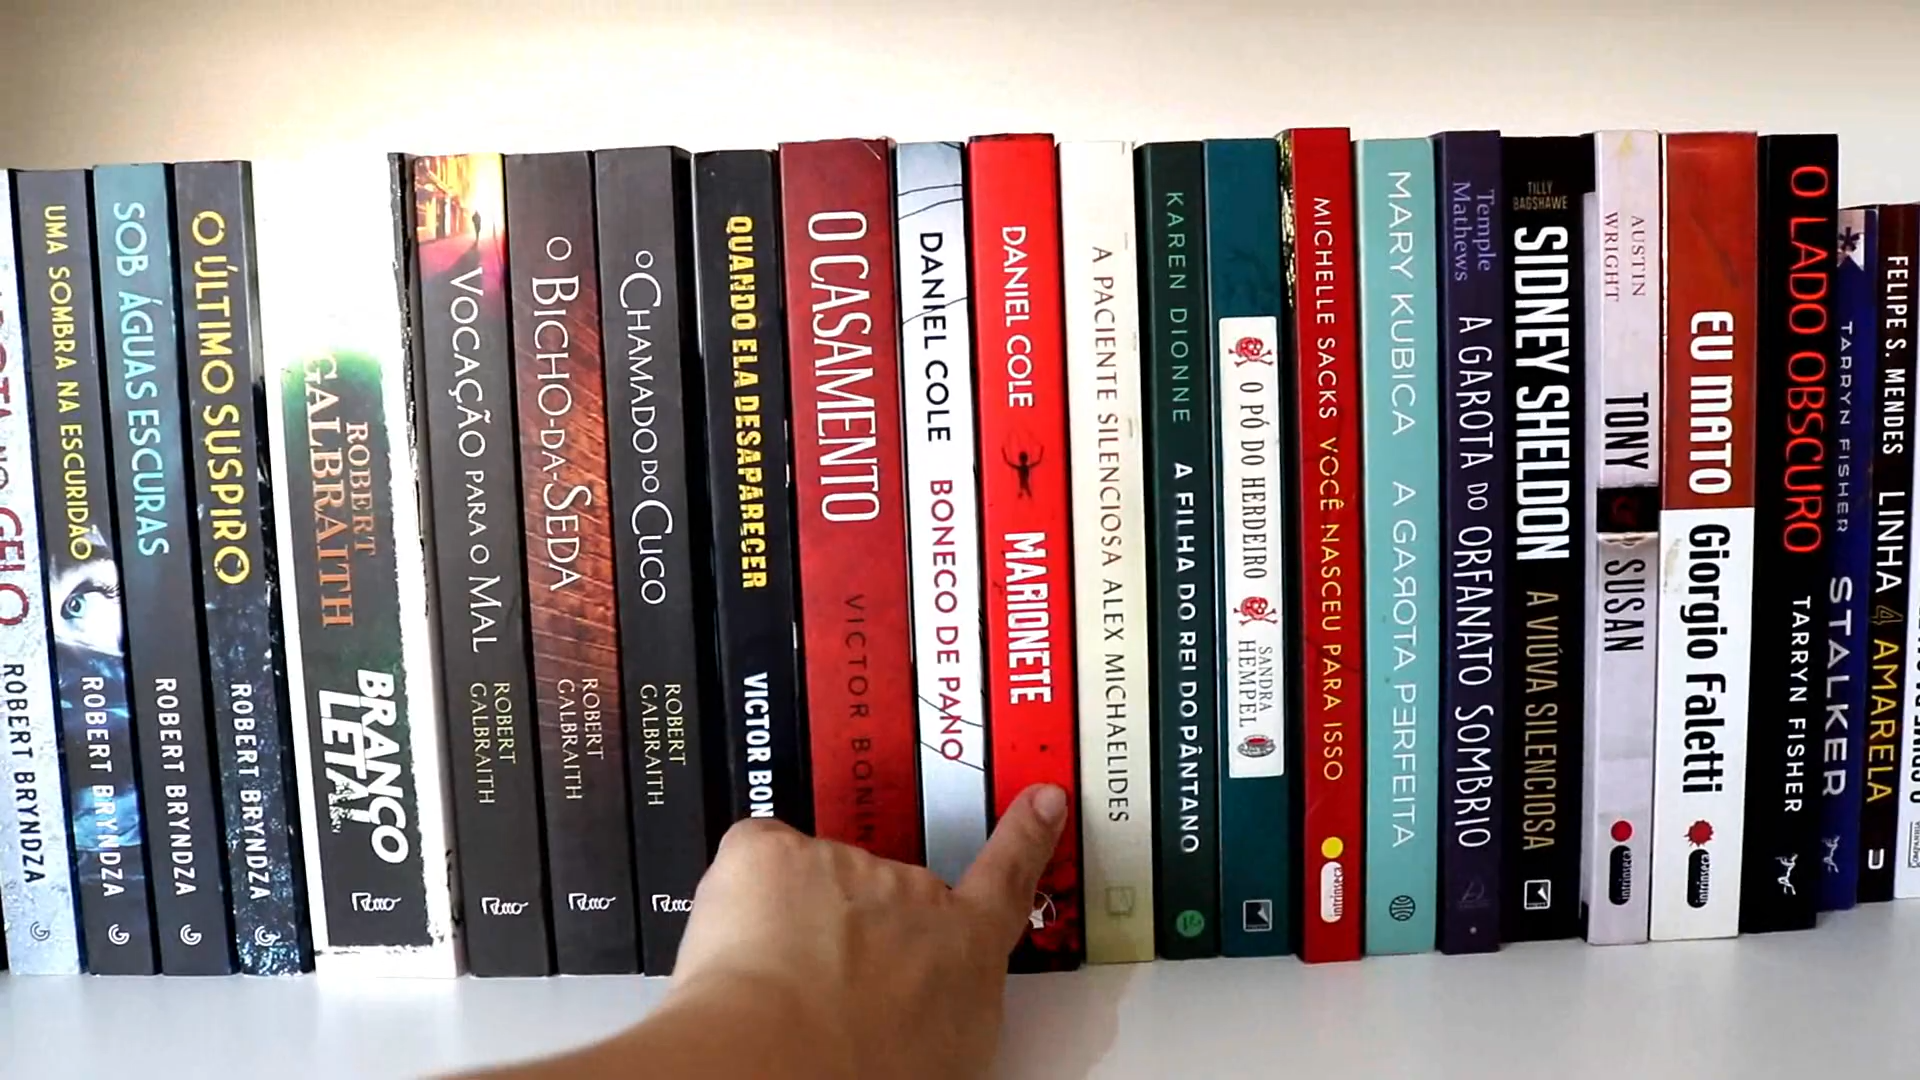 ROBERT BRYNDZA
UMA SOMBRA NA ESCURIDÃO
ROBERT BRYNDZA
SOB ÁGUAS ESCURAS
ROBERT BRYNDZA
O ÚLTIMO SUSPIRO
ROBERT BRYNDZA
ROBERT
GALBRAITH
BRANCO
LETAL
VOCAÇÃO PARA O MAL
ROBERT
GALBRAITH
O BICHO-DA-SEDA
ROBERT
GALBRAITH
O CHAMADO DO CUCO
ROBERT
GALBRAITH
QUANDO ELA DESAPARECER
VICTOR BON
O CASAMENTO
VICTOR BONIN
DANIEL COLE BONECO DE PANO
DANIEL COLE MARIONETE
A PACIENTE SILENCIOSA ALEX MICHAELIDES
KAREN DIONNE A FILHA DO REI DO PÂNTANO
O PÓ DO HERDEIRO
SANDRA
HEMPEL
MICHELLE SACKS VOCÊ NASCEU PARA ISSO
intrínseca
MARY KUBICA A GAROTA PERFEITA
Temple
Mathews
A GAROTA DO ORFANATO SOMBRIO
TILLY
BAGSHAWE
SIDNEY SHELDON
A VIÚVA SILENCIOSA
AUSTIN
WRIGHT
TONY & SUSAN
intrínseca
EU MATO
Giorgio Faletti
intrínseca
O LADO OBSCURO
TARRYN FISHER
TARRYN FISHER STALKER
FELIPE S. MENDES LINHA 4 AMARELA